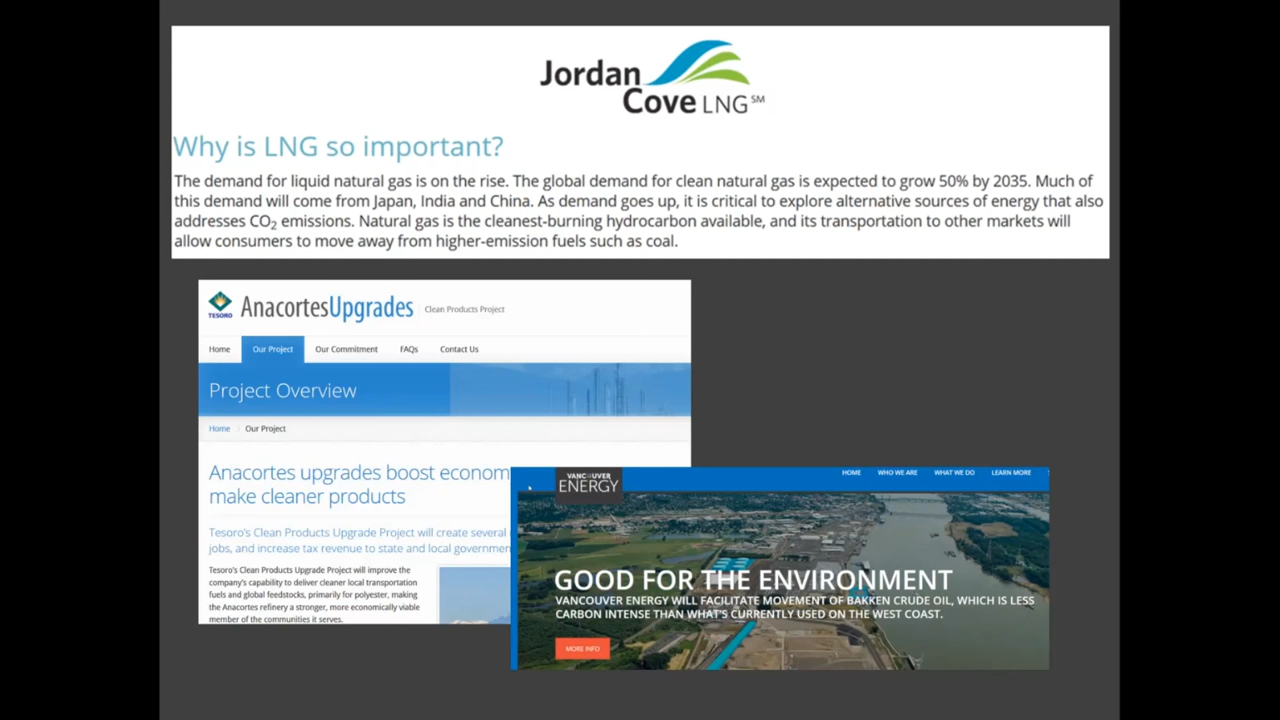 Jordan
Cove LNG℠
Why is LNG so important?
The demand for liquid natural gas is on the rise. The global demand for clean natural gas is expected to grow 50% by 2035. Much of
this demand will come from Japan, India and China. As demand goes up, it is critical to explore alternative sources of energy that also
addresses CO₂ emissions. Natural gas is the cleanest-burning hydrocarbon available, and its transportation to other markets will
allow consumers to move away from higher-emission fuels such as coal.
TESORO
AnacortesUpgrades Clean Products Project
Home Our Project Our Commitment FAQs Contact Us
Project Overview
Home Our Project
Anacortes upgrades boost econom
make cleaner products
Tesoro's Clean Products Upgrade Project will create several
jobs, and increase tax revenue to state and local governmen
Tesoro's Clean Products Upgrade Project will improve the
company's capability to deliver cleaner local transportation
fuels and global feedstocks, primarily for polyester, making
the Anacortes refinery a stronger, more economically viable
member of the communities it serves.
VANCOUVER
ENERGY
HOME WHO WE ARE WHAT WE DO LEARN MORE
GOOD FOR THE ENVIRONMENT
VANCOUVER ENERGY WILL FACILITATE MOVEMENT OF BAKKEN CRUDE OIL, WHICH IS LESS
CARBON INTENSE THAN WHAT'S CURRENTLY USED ON THE WEST COAST.
MORE INFO